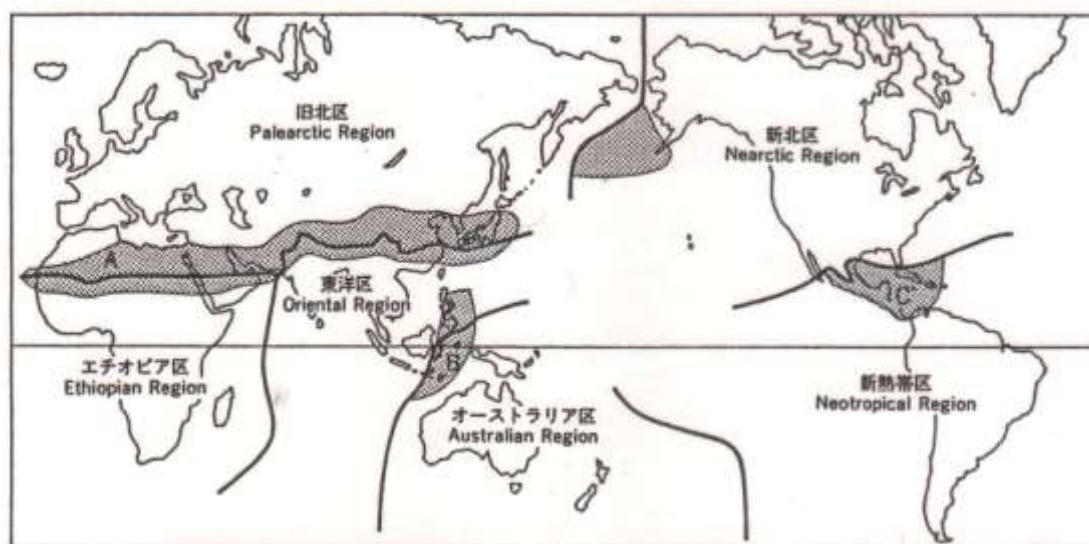 旧北区
Palearctic Region
新北区
Nearctic Region
A
東洋区
Oriental Region
C
B
エチオピア区
Ethiopian Region
新熱帯区
Neotropical Region
オーストラリア区
Australian Region